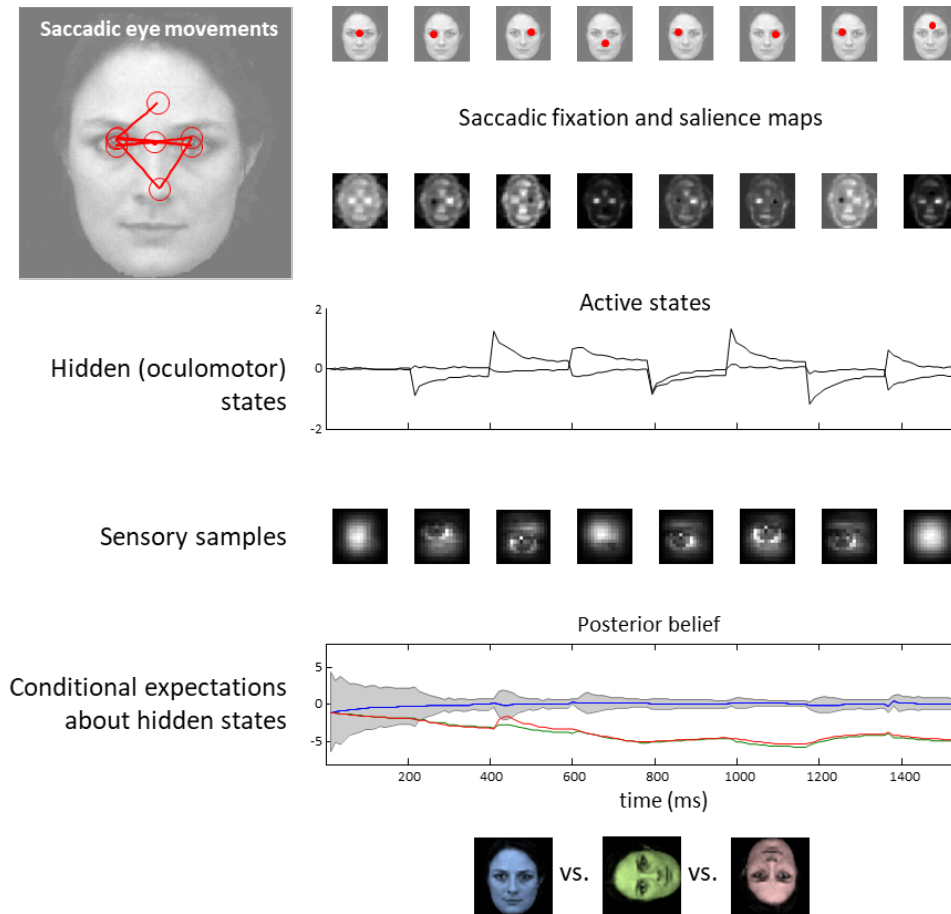 Saccadic eye movements
Saccadic fixation and salience maps
Active states
2
0
-2
Hidden (oculomotor)
states
Sensory samples
Posterior belief
5
0
-5
Conditional expectations
about hidden states
200
400
600
800
1000
1200
1400
time (ms)
vs.
vs.